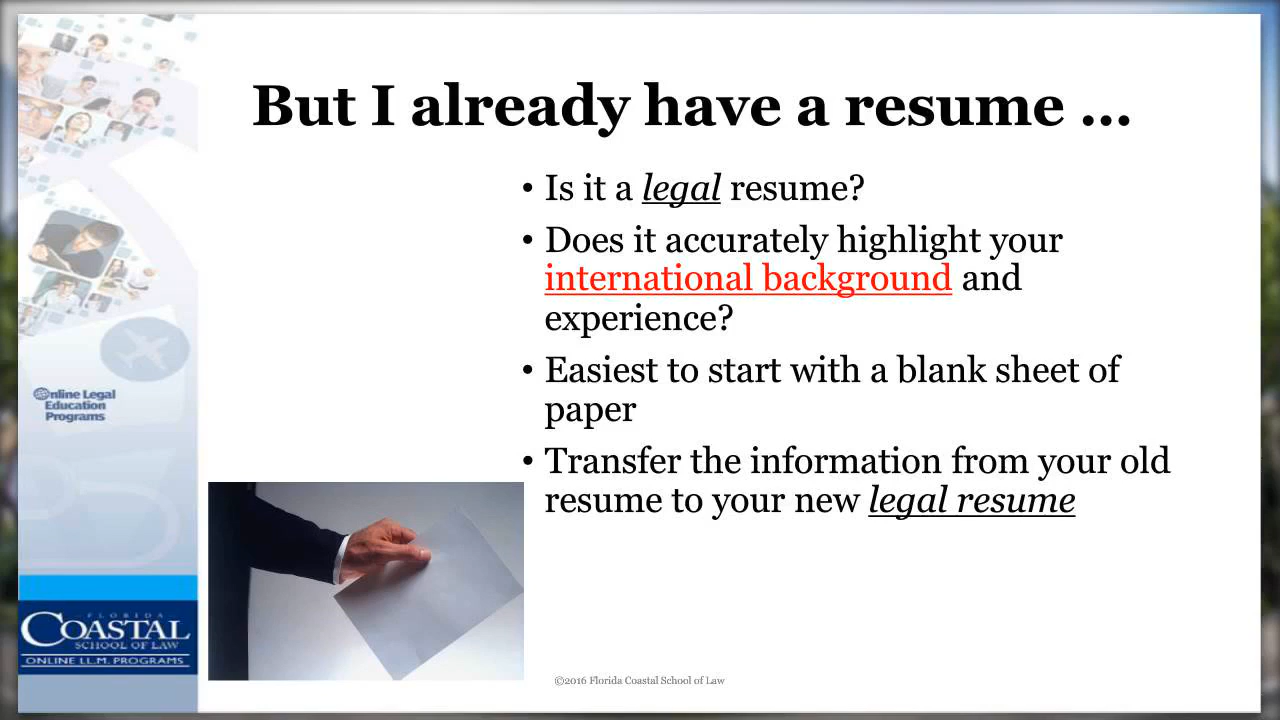 But I already have a resume ...
• Is it a legal resume?
• Does it accurately highlight your
international background and
experience?
• Easiest to start with a blank sheet of
paper
• Transfer the information from your old
resume to your new legal resume
Online Legal
Education
Programs
FLORIDA
COASTAL
SCHOOL OF LAW
ONLINE LL.M. PROGRAMS
©2016 Florida Coastal School of Law